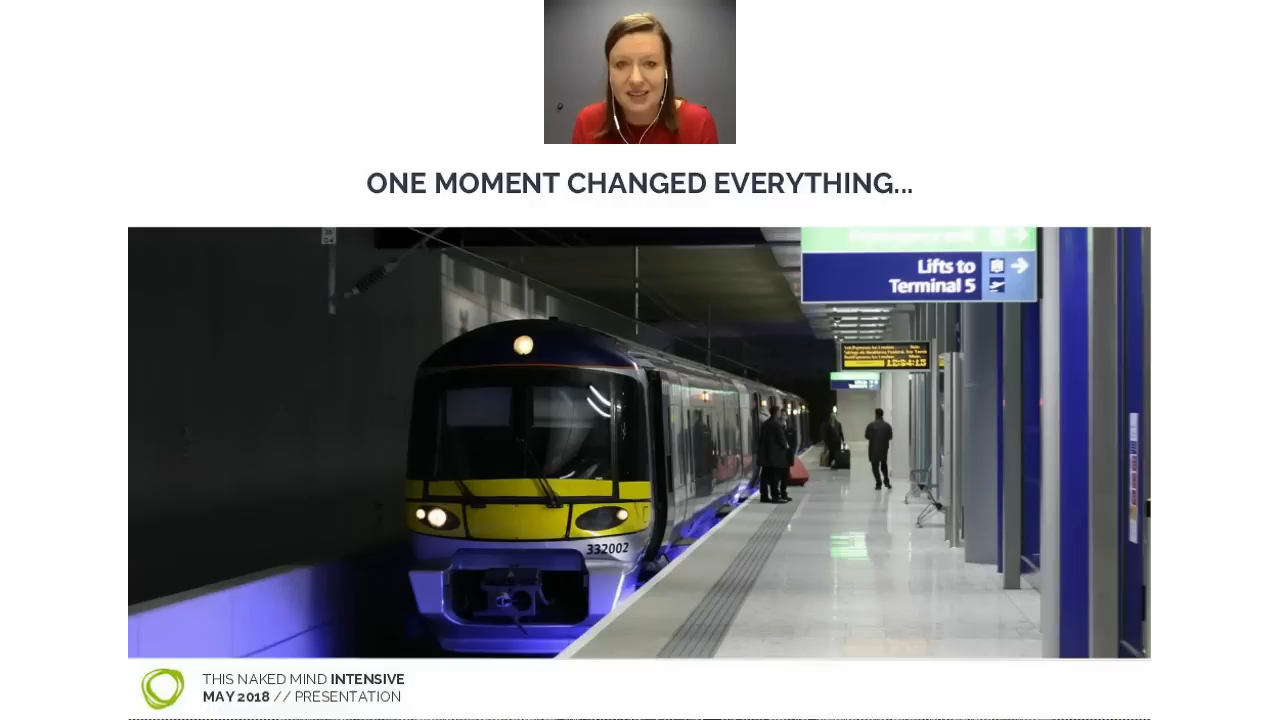 ONE MOMENT CHANGED EVERYTHING...
Lifts to
Terminal 5
332002
THIS NAKED MIND INTENSIVE
MAY 2018 // PRESENTATION